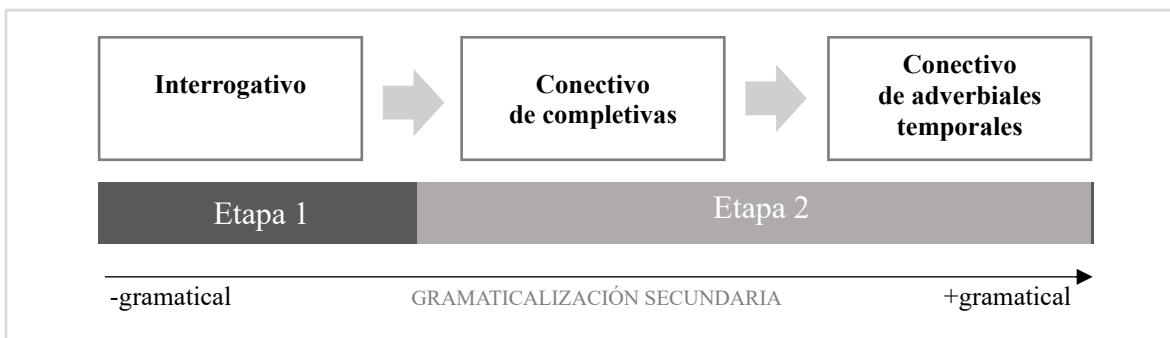 Interrogativo
Conectivo
de completivas
Conectivo
de adverbiales
temporales
Etapa 1
Etapa 2
-gramatical
GRAMATICALIZACIÓN SECUNDARIA
+gramatical